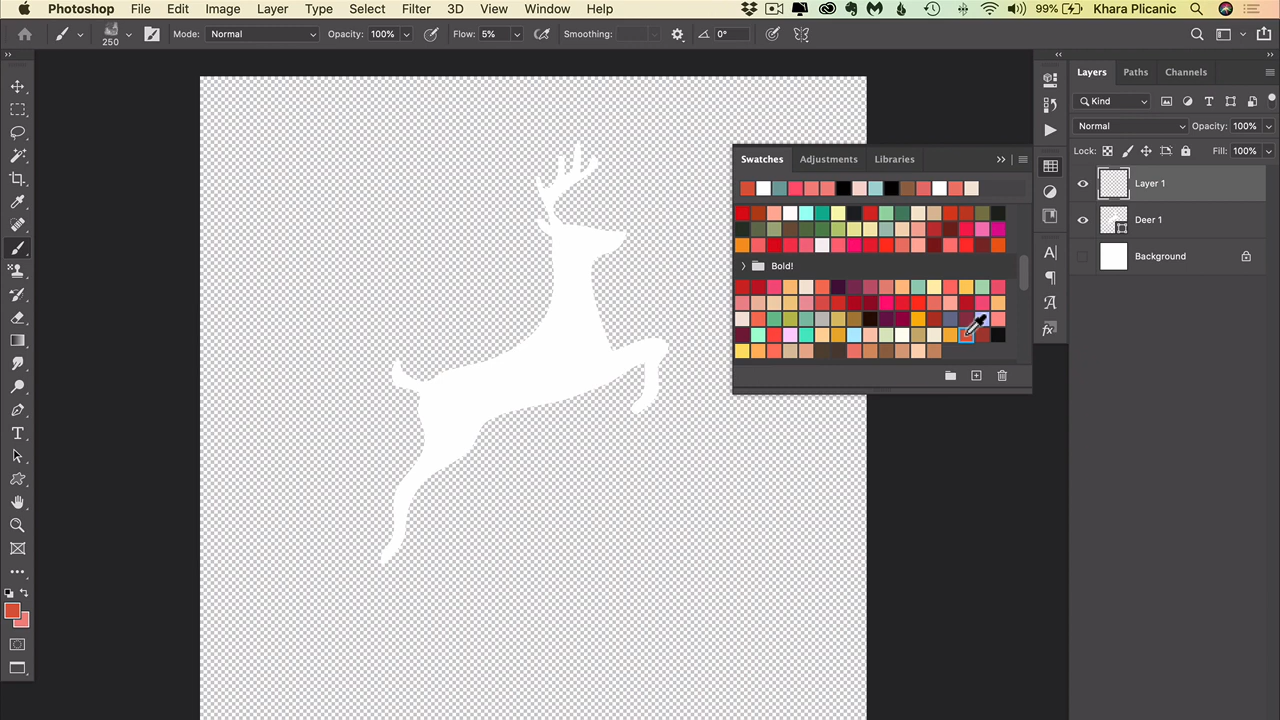 Photoshop File Edit Image Layer Type Select Filter 3D View Window Help 99% Khara Plicanic
250 Mode: Normal Opacity: 100% Flow: 5% Smoothing: 0°
Layers Paths Channels
Kind
Normal Opacity: 100%
Lock: Fill: 100%
Layer 1
Deer 1
Background
Swatches Adjustments Libraries
Bold!